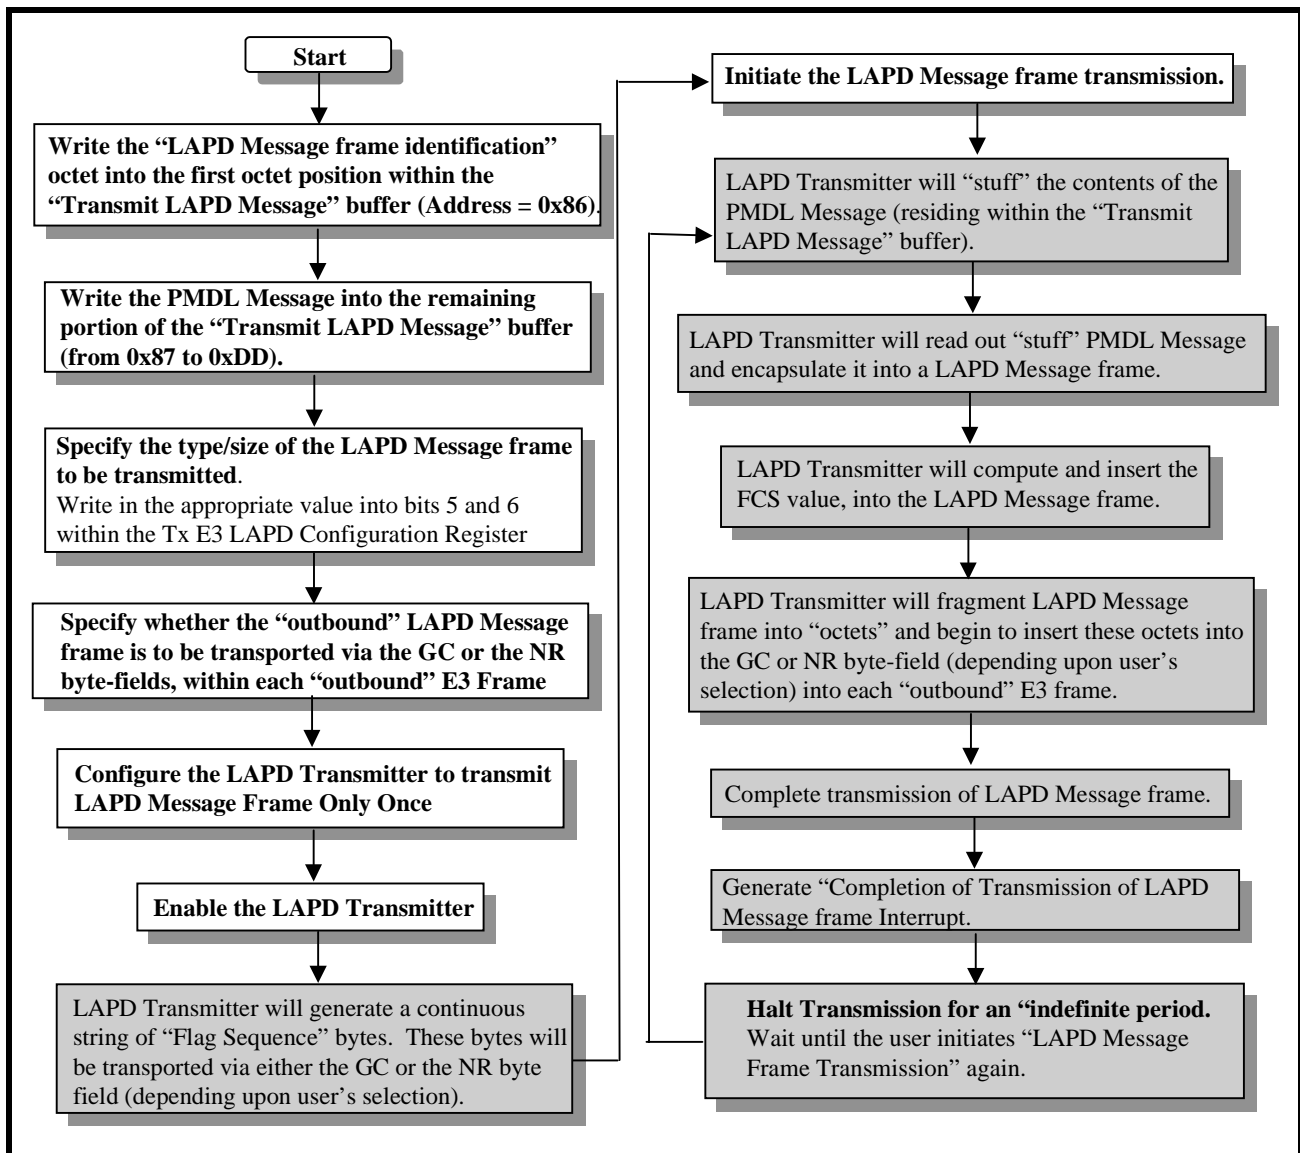 Start
Write the “LAPD Message frame identification”
octet into the first octet position within the
“Transmit LAPD Message” buffer (Address = 0x86).
Write the PMDL Message into the remaining
portion of the “Transmit LAPD Message” buffer
(from 0x87 to 0xDD).
Specify the type/size of the LAPD Message frame
to be transmitted.
Write in the appropriate value into bits 5 and 6
within the Tx E3 LAPD Configuration Register
Specify whether the “outbound” LAPD Message
frame is to be transported via the GC or the NR
byte-fields, within each “outbound” E3 Frame
Configure the LAPD Transmitter to transmit
LAPD Message Frame Only Once
Enable the LAPD Transmitter
LAPD Transmitter will generate a continuous
string of “Flag Sequence” bytes. These bytes will
be transported via either the GC or the NR byte
field (depending upon user’s selection).
Initiate the LAPD Message frame transmission.
LAPD Transmitter will “stuff” the contents of the
PMDL Message (residing within the “Transmit
LAPD Message” buffer).
LAPD Transmitter will read out “stuff” PMDL Message
and encapsulate it into a LAPD Message frame.
LAPD Transmitter will compute and insert the
FCS value, into the LAPD Message frame.
LAPD Transmitter will fragment LAPD Message
frame into “octets” and begin to insert these octets into
the GC or NR byte-field (depending upon user’s
selection) into each “outbound” E3 frame.
Complete transmission of LAPD Message frame.
Generate “Completion of Transmission of LAPD
Message frame Interrupt.
Halt Transmission for an “indefinite period.
Wait until the user initiates “LAPD Message
Frame Transmission” again.